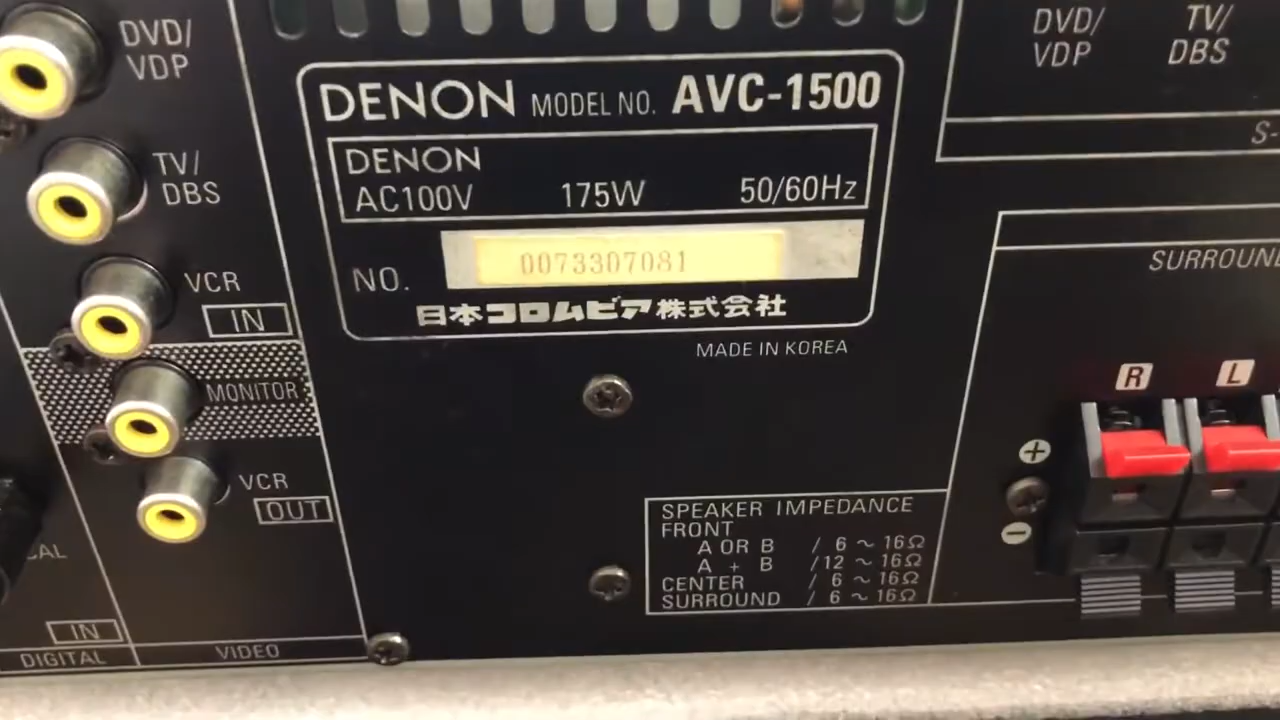 DVD/
VDP
TV/
DBS
VCR
IN
MONITOR
VCR
OUT
IN
DIGITAL
VIDEO
DENON MODEL NO. AVC-1500
DENON
AC100V 175W 50/60Hz
NO. 0073307081
日本コロムビア株式会社
MADE IN KOREA
SPEAKER IMPEDANCE
FRONT
A OR B / 6 ~ 16Ω
A + B /12 ~ 16Ω
CENTER / 6 ~ 16Ω
SURROUND / 6 ~ 16Ω
DVD/
VDP
TV/
DBS
S-
R L
+
-